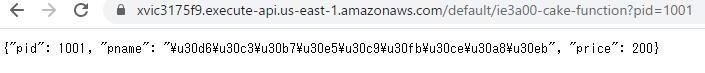 xvic3175f9.execute-api.us-east-1.amazonaws.com/default/ie3a00-cake-function?pid=1001
{"pid": 1001, "pname": "¥u30d6¥u30c3¥u30b7¥u30e5¥u30c9¥u30fb¥u30ce¥u30a8¥u30eb", "price": 200}